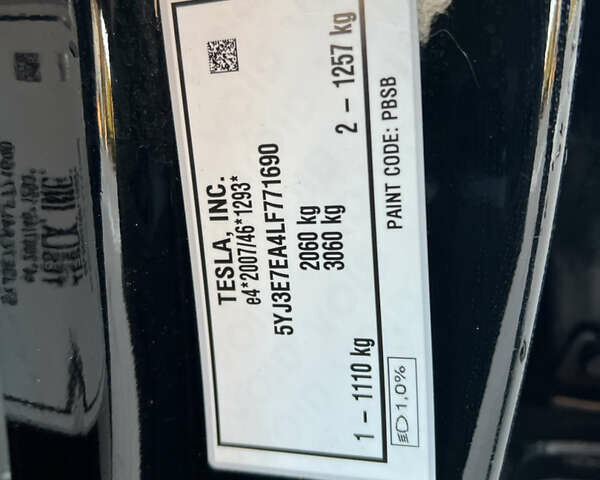 TESLA, INC.
e4*2007/46*1293*
5YJ3E7EA4LF771690
2060 kg
3060 kg
1 – 1110 kg
2 – 1257 kg
1,0%
PAINT CODE: PBSB